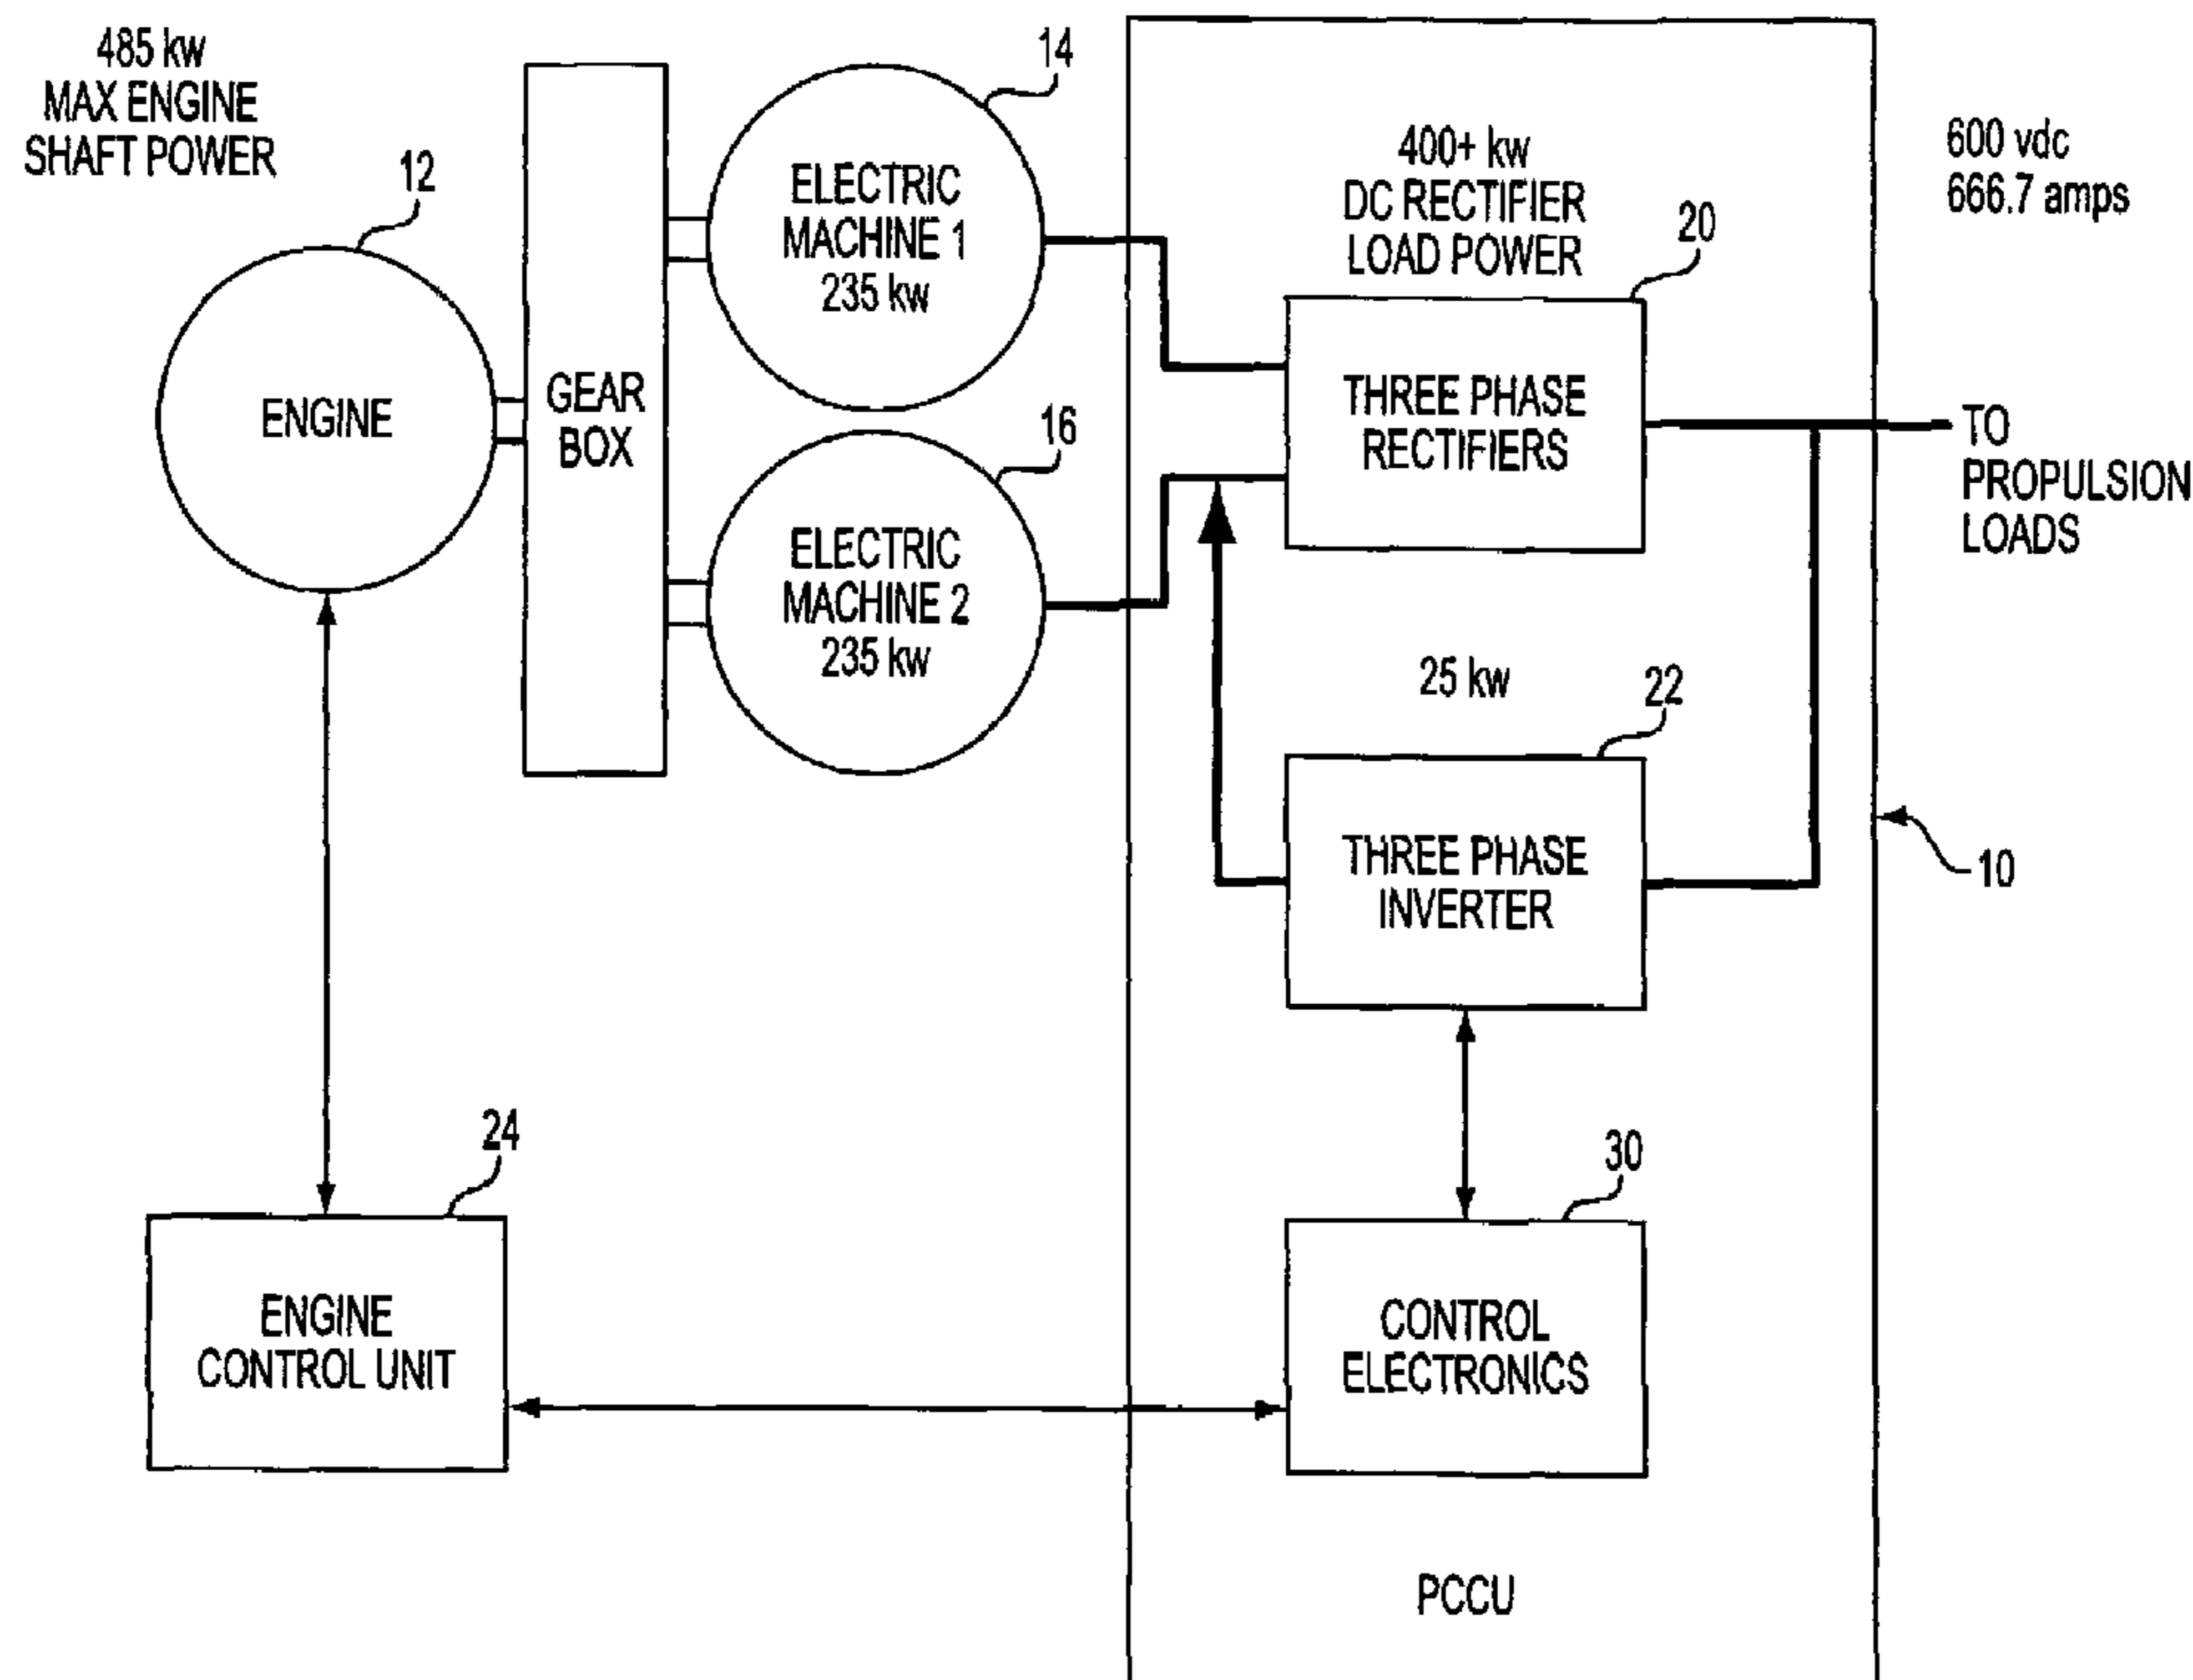 485 kw
MAX ENGINE
SHAFT POWER
12
ENGINE
GEAR
BOX
14
ELECTRIC
MACHINE 1
235 kw
16
ELECTRIC
MACHINE 2
235 kw
400+ kw
DC RECTIFIER
LOAD POWER
20
THREE PHASE
RECTIFIERS
600 vdc
666.7 amps
TO
PROPULSION
LOADS
25 kw
22
THREE PHASE
INVERTER
10
24
ENGINE
CONTROL UNIT
30
CONTROL
ELECTRONICS
PCCU